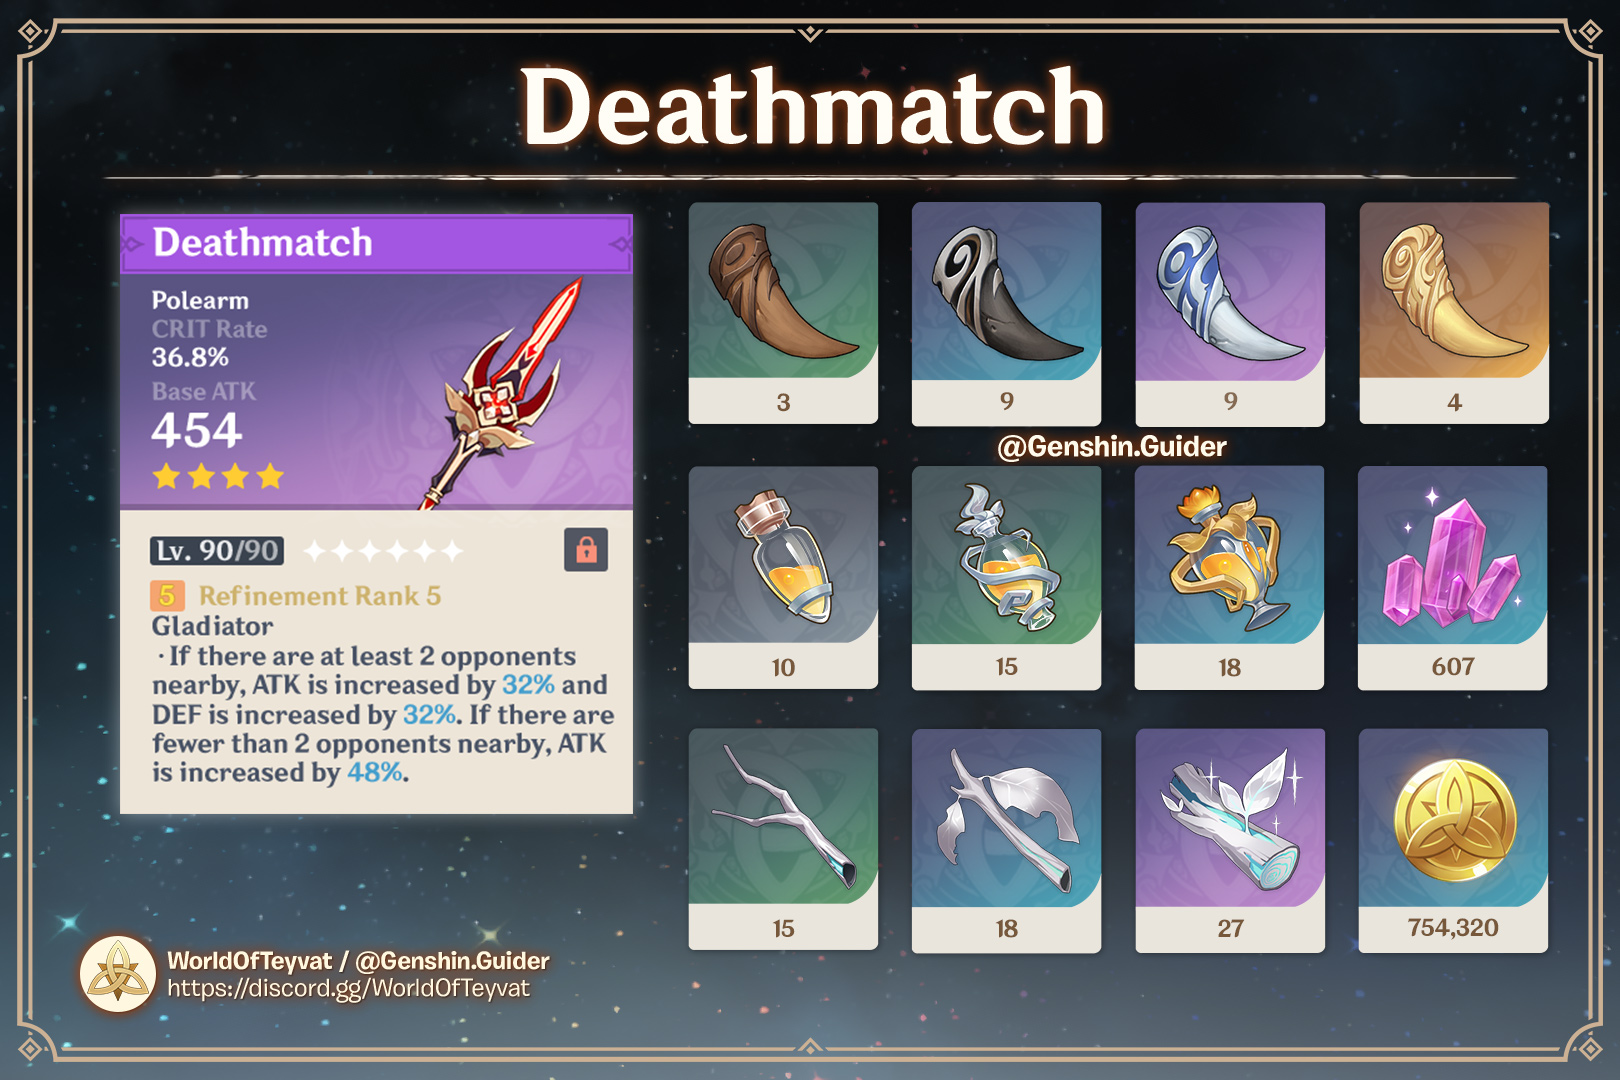 Deathmatch
Deathmatch
Polearm
CRIT Rate
36.8%
Base ATK
454
Lv. 90/90
5 Refinement Rank 5
Gladiator
· If there are at least 2 opponents
nearby, ATK is increased by 32% and
DEF is increased by 32%. If there are
fewer than 2 opponents nearby, ATK
is increased by 48%.
3
9
9
4
@Genshin.Guider
10
15
18
607
15
18
27
754,320
WorldOfTeyvat / @Genshin.Guider
https://discord.gg/WorldOfTeyvat